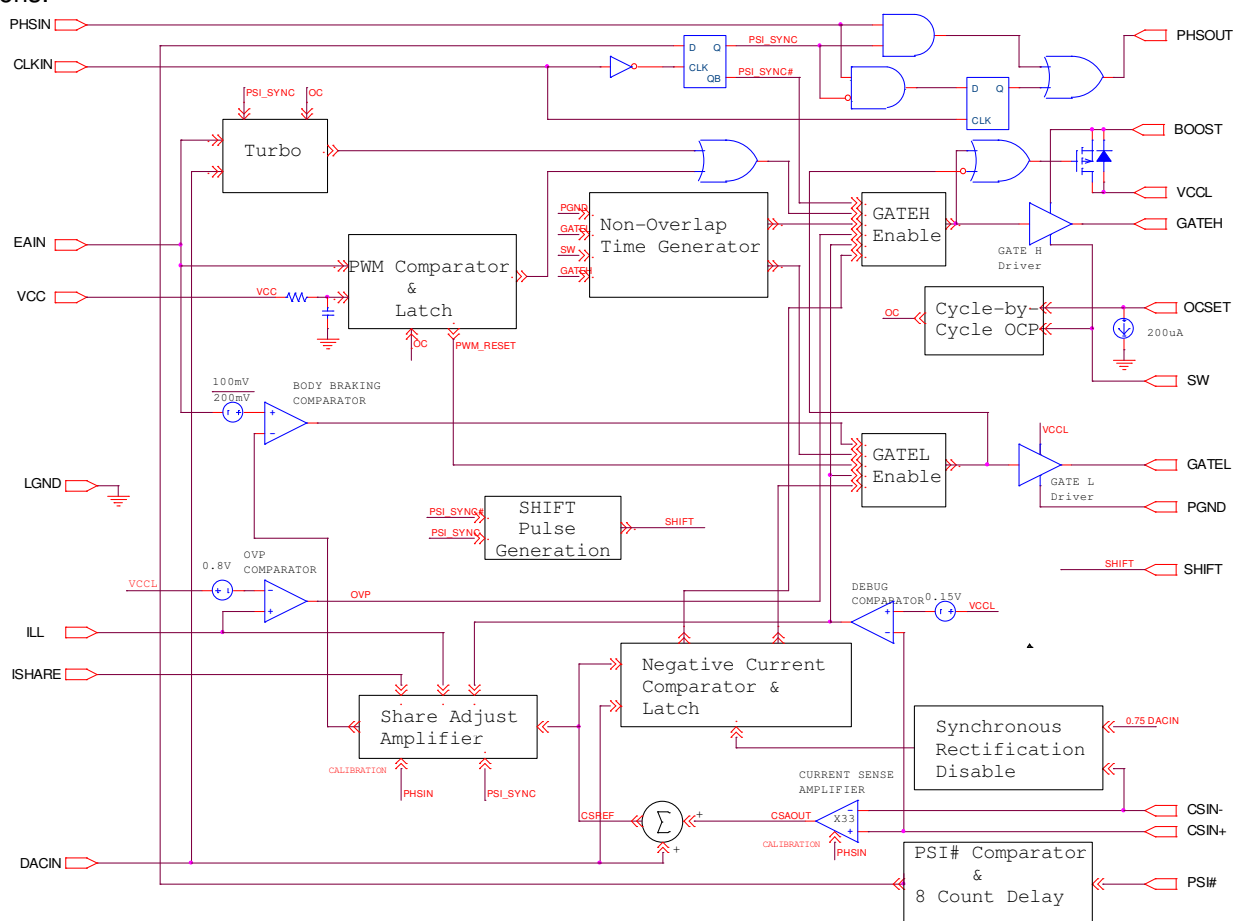 ons.
PHSIN
PHSOUT
D Q
PSI_SYNC
CLKIN
CLK
QB
PSI_SYNC#
D Q
CLK
PSI_SYNC
OC
Turbo
BOOST
VCCL
PGND
GATEL
SW
GATEH
Non-Overlap
Time Generator
GATEH
Enable
GATEH
GATE H
Driver
EAIN
PWM Comparator
&
Latch
VCC
VCC
OC
PWM_RESET
OC
Cycle-by-
Cycle OCP
OCSET
200uA
SW
100mV
200mV
BODY BRAKING
COMPARATOR
VCCL
GATEL
Enable
GATEL
GATE L
Driver
PGND
LGND
PSI_SYNC#
PSI_SYNC
SHIFT
Pulse
Generation
SHIFT
SHIFT
SHIFT
OVP
COMPARATOR
0.8V
VCCL
OVP
DEBUG
COMPARATOR
0.15V
VCCL
ILL
ISHARE
Negative Current
Comparator &
Latch
Share Adjust
Amplifier
CALIBRATION
PHSIN
PSI_SYNC
Synchronous
Rectification
Disable
0.75 DACIN
CURRENT SENSE
AMPLIFIER
CSREF
Σ
CSAOUT
X33
CALIBRATION
PHSIN
CSIN-
CSIN+
DACIN
PSI# Comparator
&
8 Count Delay
PSI#